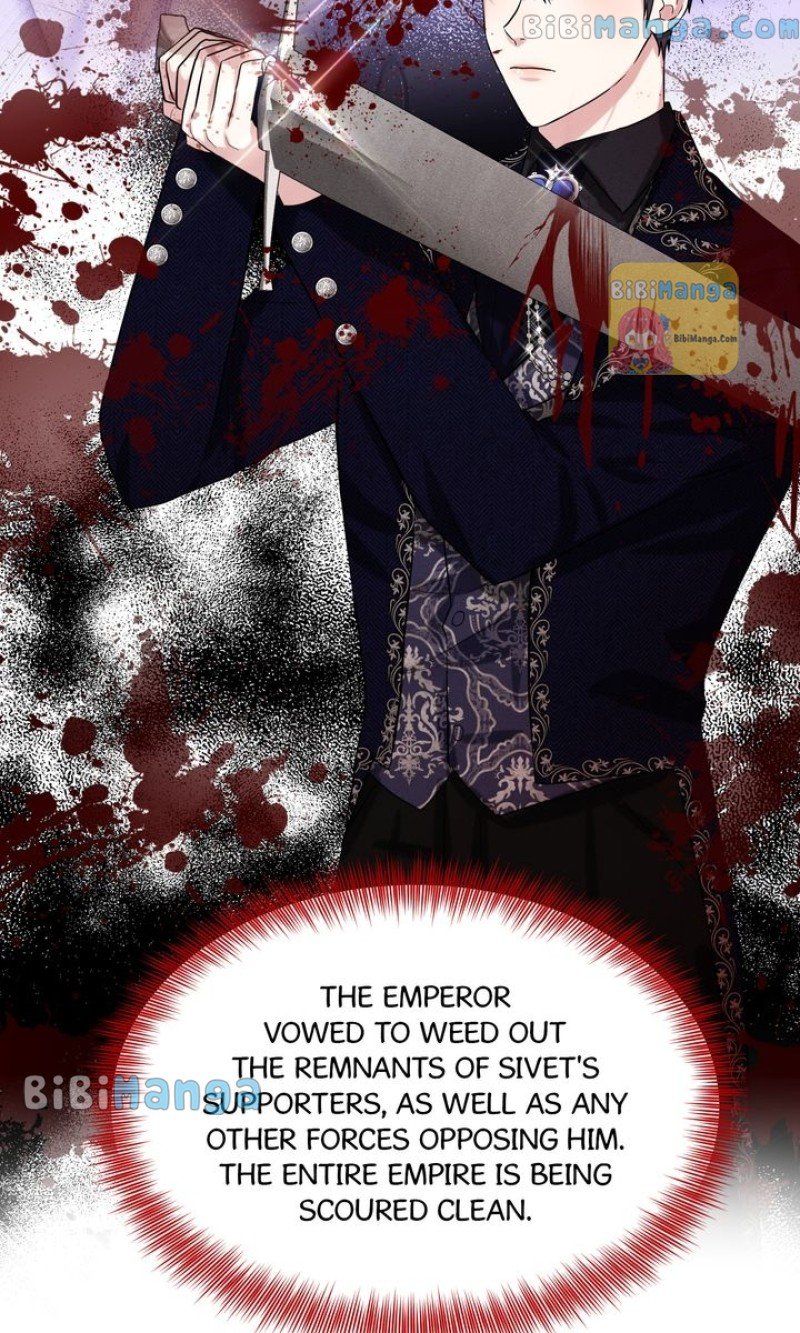 BiBiManga.Com
BiBiManga
BibiManga.Com
THE EMPEROR
VOWED TO WEED OUT
THE REMNANTS OF SIVET'S
SUPPORTERS, AS WELL AS ANY
OTHER FORCES OPPOSING HIM.
THE ENTIRE EMPIRE IS BEING
SCOURED CLEAN.
BiBiManga